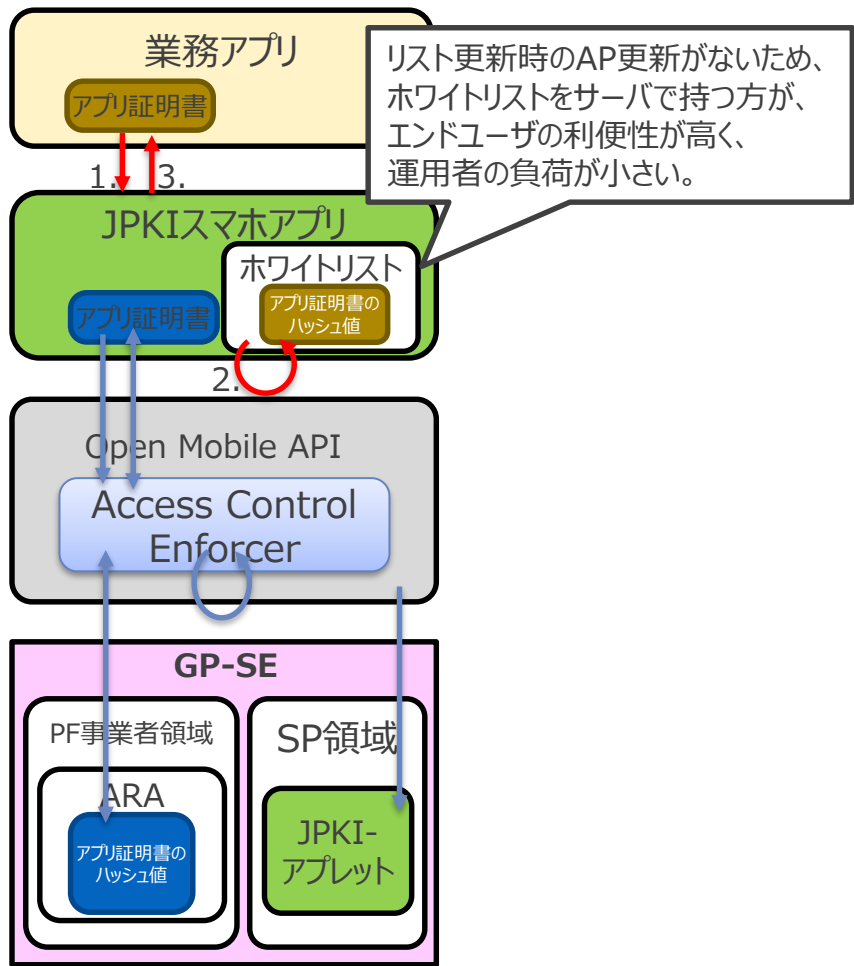 業務アプリ
アプリ証明書
リスト更新時のAP更新がないため、
ホワイトリストをサーバで持つ方が、
エンドユーザの利便性が高く、
運用者の負荷が小さい。
1.
3.
JPKIスマホアプリ
ホワイトリスト
アプリ証明書
アプリ証明書の
ハッシュ値
2.
Open Mobile API
Access Control
Enforcer
GP-SE
PF事業者領域
SP領域
ARA
アプリ証明書の
ハッシュ値
JPKI-
アプレット